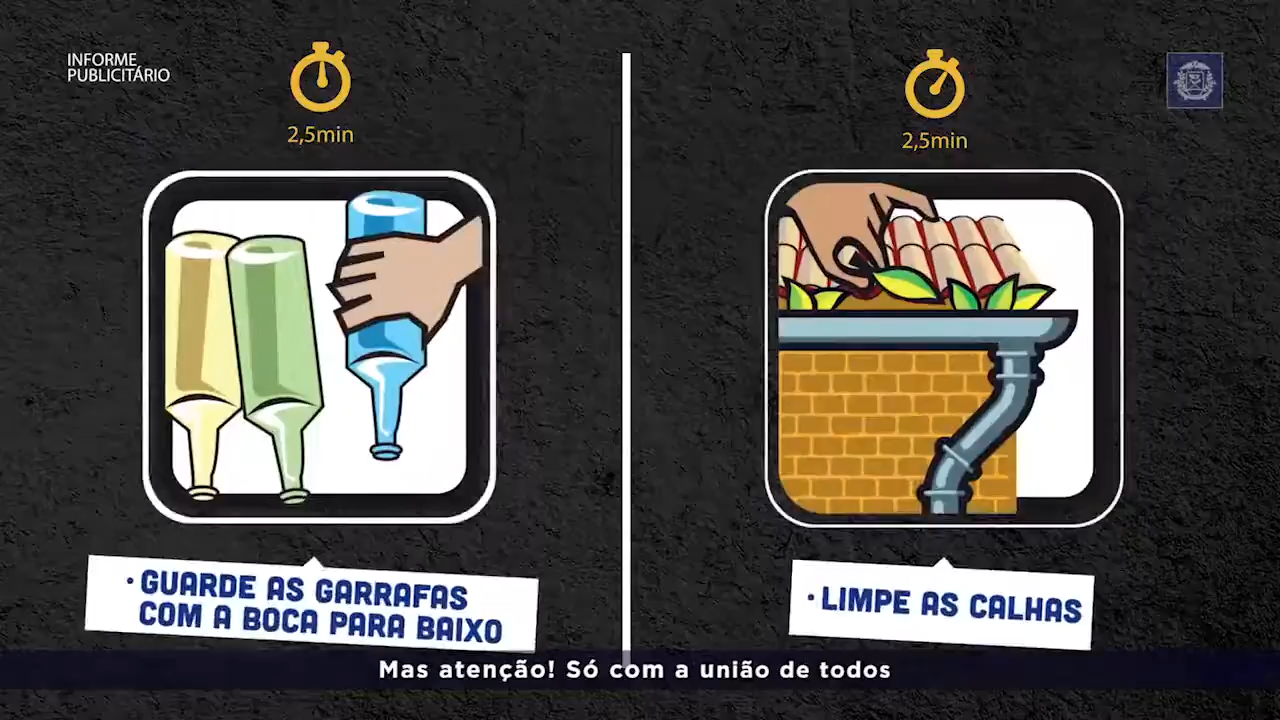 INFORME
PUBLICITÁRIO
2,5min
2,5min
• GUARDE AS GARRAFAS
COM A BOCA PARA BAIXO
• LIMPE AS CALHAS
Mas atenção! Só com a união de todos